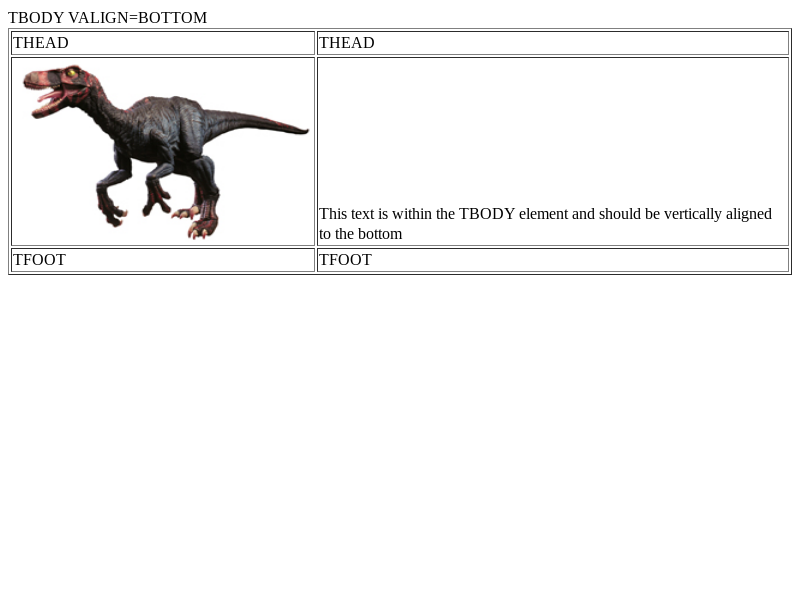 TBODY VALIGN=BOTTOM
THEAD THEAD
This text is within the TBODY element and should be vertically aligned
to the bottom
TFOOT TFOOT